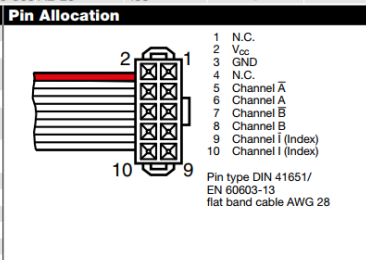 Pin Allocation
2
1
10
9
1 N.C.
2 Vcc
3 GND
4 N.C.
5 Channel A̅
6 Channel A
7 Channel B̅
8 Channel B
9 Channel I̅ (Index)
10 Channel I (Index)
Pin type DIN 41651/
EN 60603-13
flat band cable AWG 28